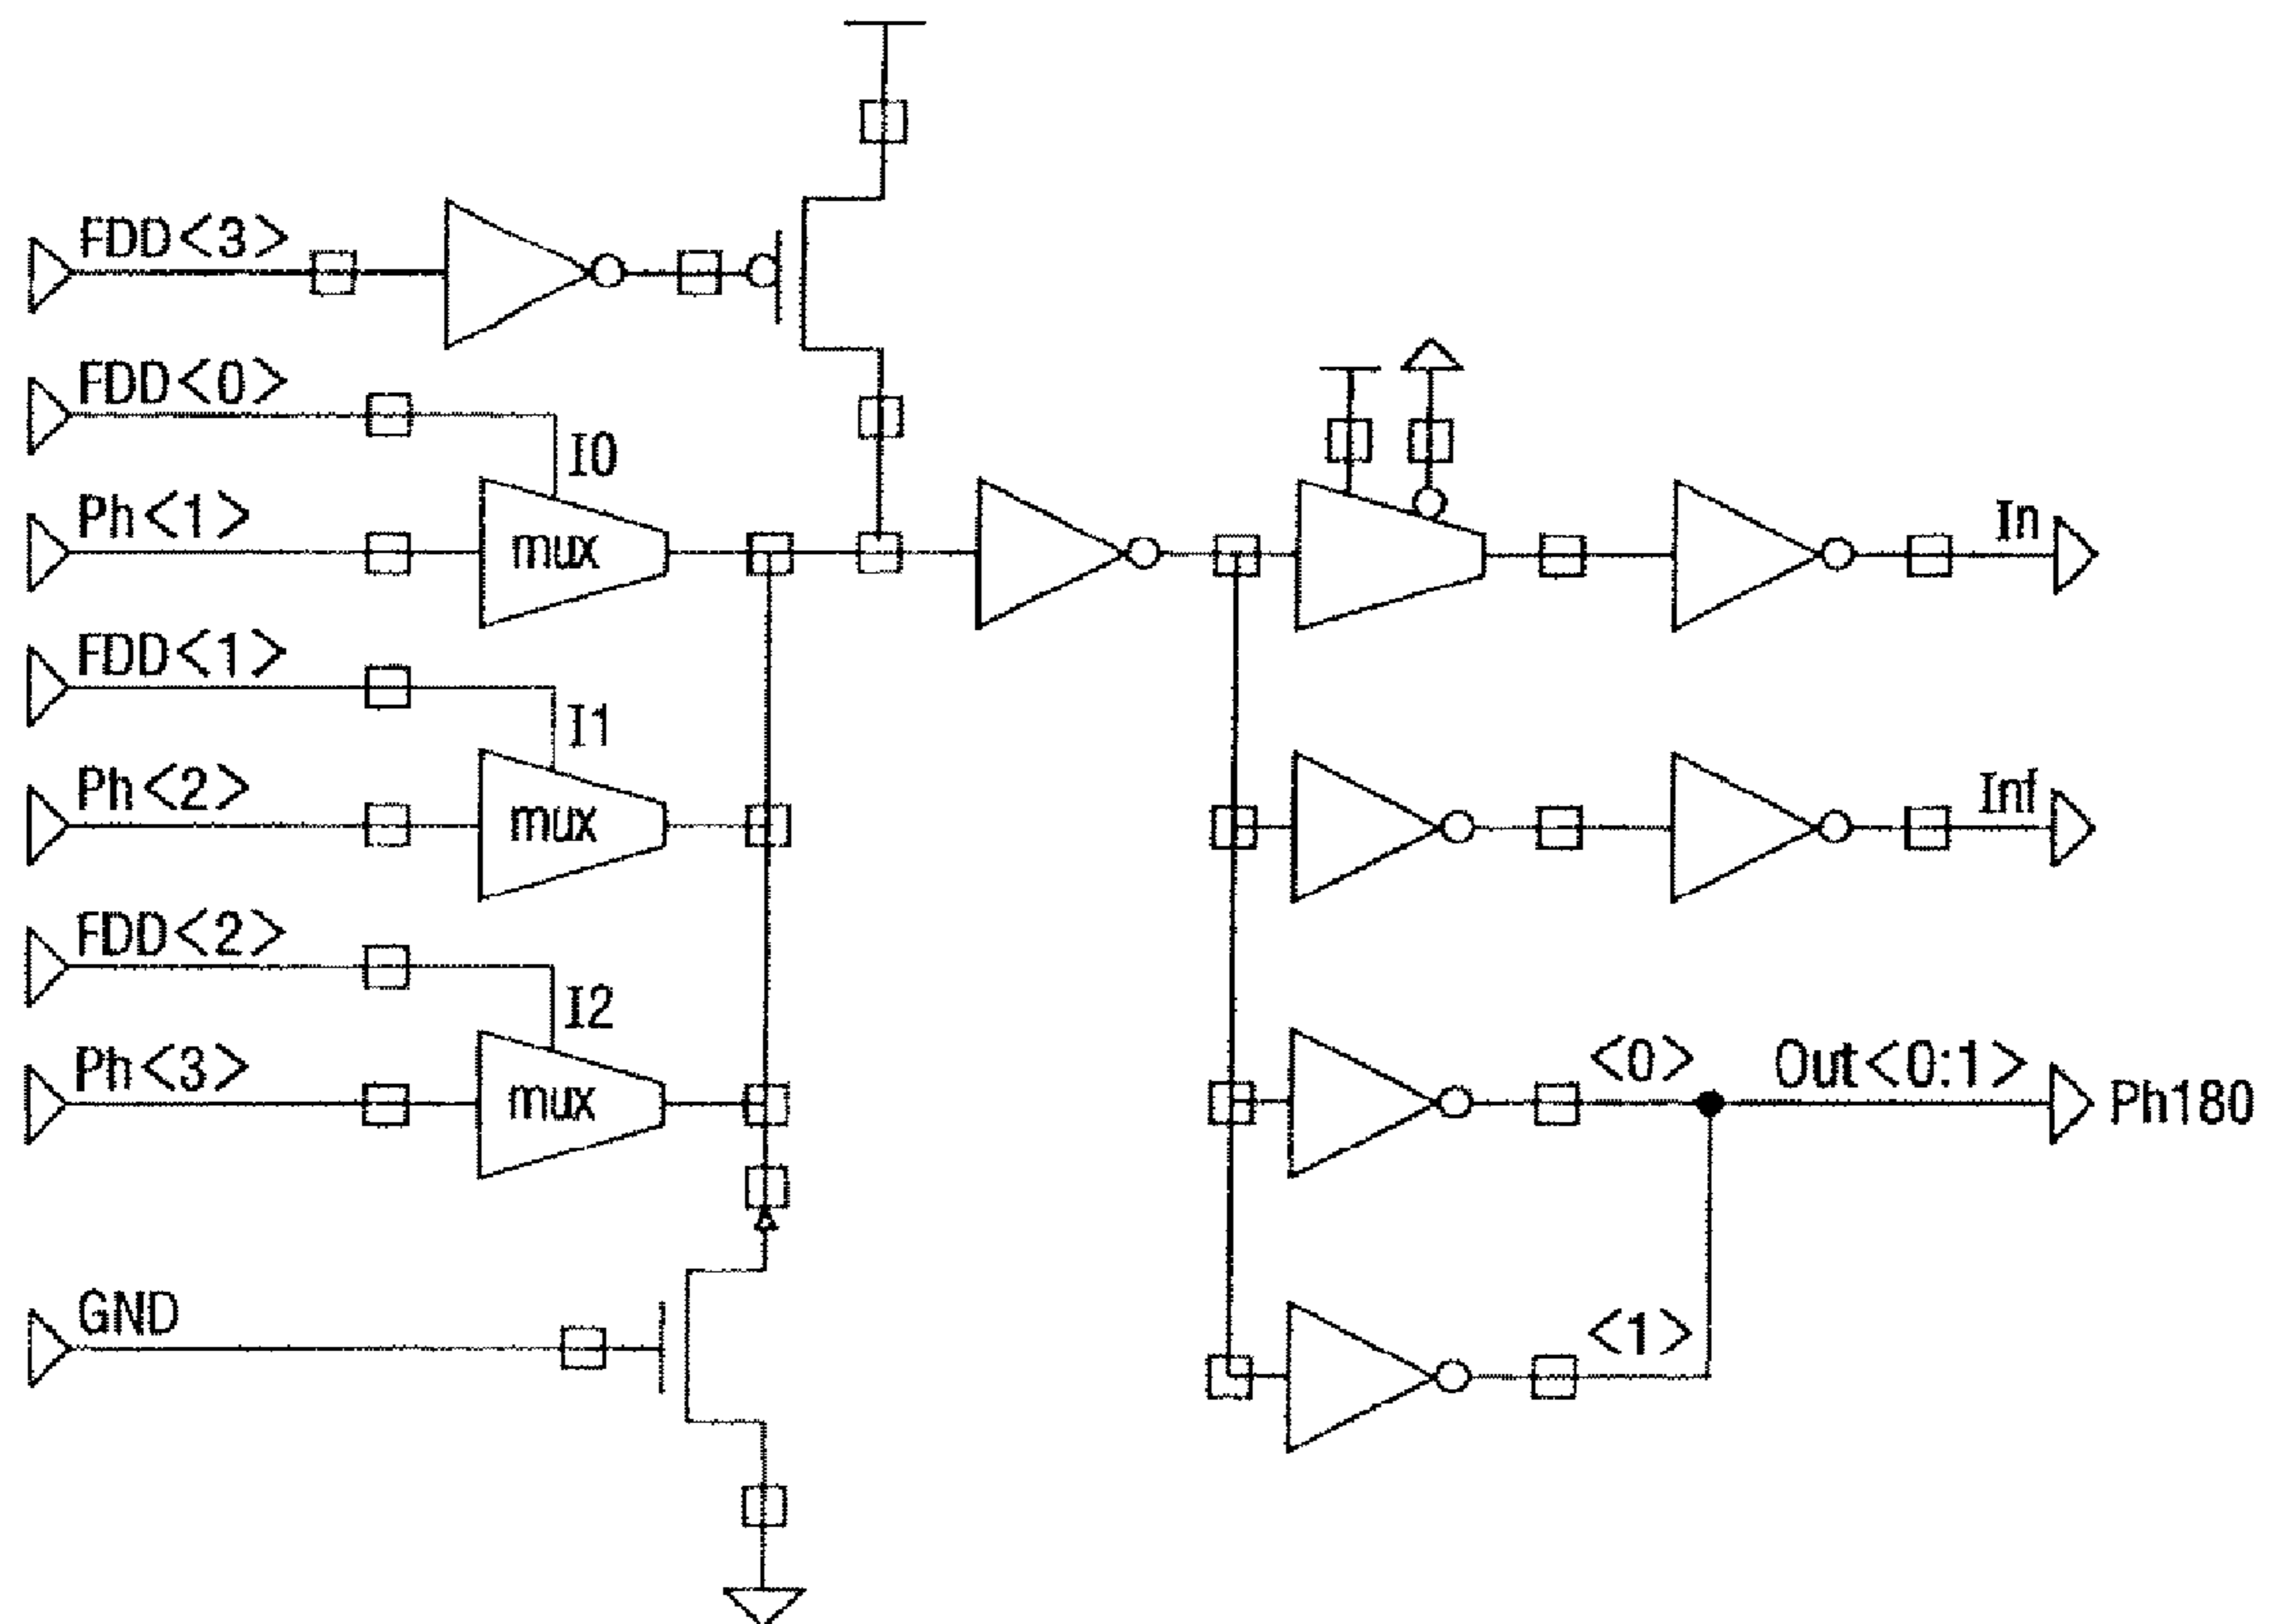 FDD<3>
FDD<0>
I0
Ph<1>
mux
In
FDD<1>
I1
Ph<2>
mux
Inf
FDD<2>
I2
Ph<3>
mux
<0>
Out<0:1>
Ph180
GND
<1>